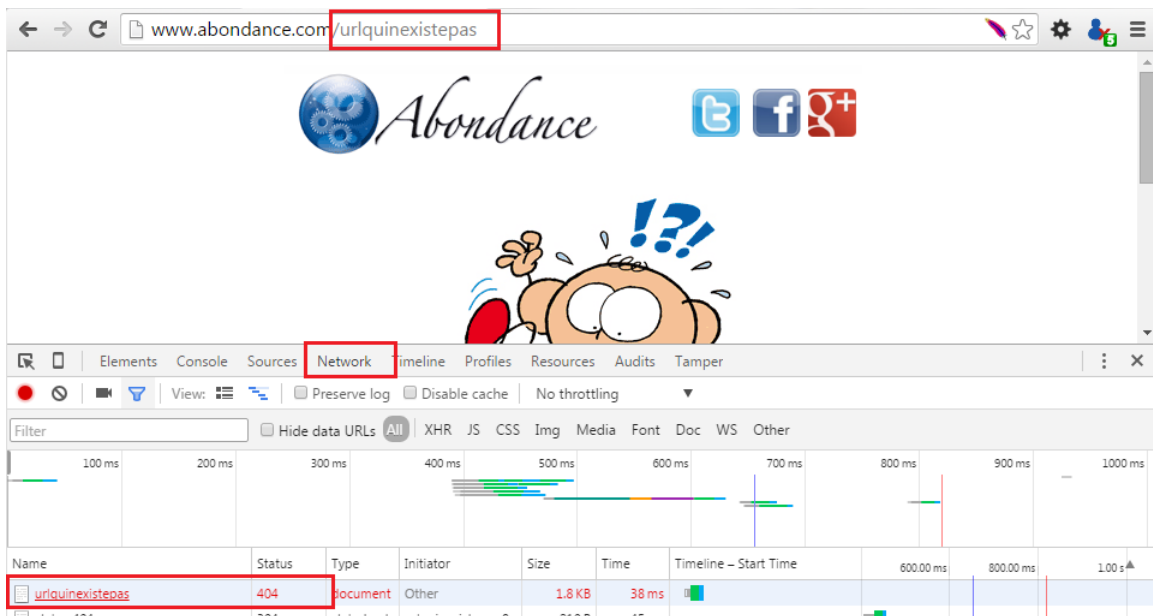 www.abondance.com/urlquinexistepas
5
Abondance
!?!
Elements Console Sources Network Timeline Profiles Resources Audits Tamper
View: Preserve log Disable cache No throttling
Filter Hide data URLs All XHR JS CSS Img Media Font Doc WS Other
100 ms 200 ms 300 ms 400 ms 500 ms 600 ms 700 ms 800 ms 900 ms 1000 ms
Name Status Type Initiator Size Time Timeline – Start Time 600.00 ms 800.00 ms 1.00 s
urlquinexistepas 404 document Other 1.8 KB 38 ms